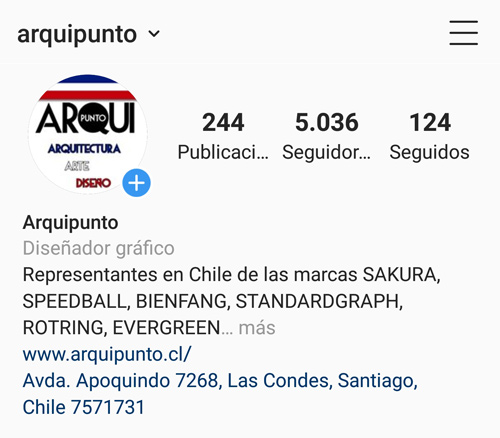 arquipunto
ARQUI
PUNTO
ARQUITECTURA
ARTE
DISEÑO
244
5.036
124
Publicaci...
Seguidor...
Seguidos
Arquipunto
Diseñador gráfico
Representantes en Chile de las marcas SAKURA,
SPEEDBALL, BIENFANG, STANDARDGRAPH,
ROTRING, EVERGREEN... más
www.arquipunto.cl/
Avda. Apoquindo 7268, Las Condes, Santiago,
Chile 7571731